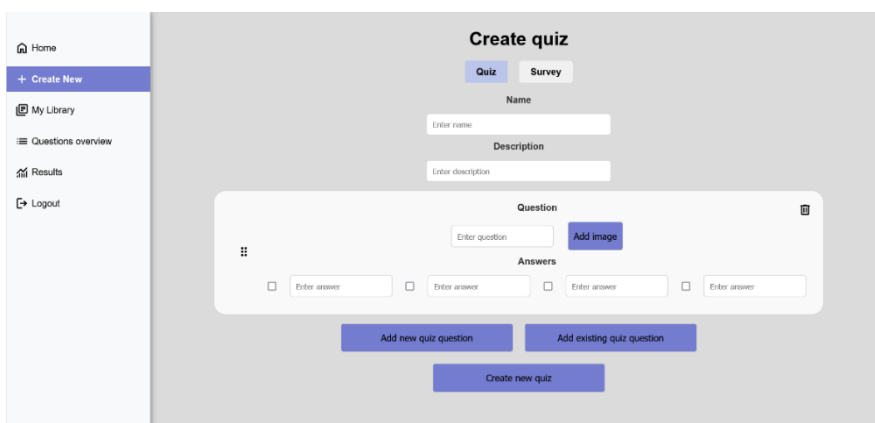 Home
Create New
My Library
Questions overview
Results
Logout
Create quiz
Quiz Survey
Name
Enter name
Description
Enter description
Question
Enter question Add image
Answers
Enter answer Enter answer Enter answer Enter answer
Add new quiz question Add existing quiz question
Create new quiz